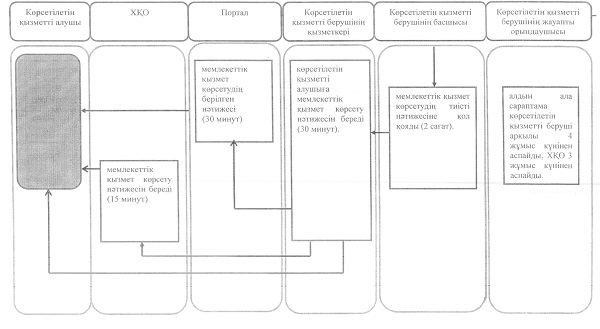 Көрсетілетін
қызметті алушы
ХҚО
Портал
Көрсетілетін
қызметті берушінің
қызметкері
Көрсетілетін қызметті
берушінің басшысы
Көрсетілетін қызметті
берушінің жауапты
орындаушысы
мемлекеттік
қызмет
көрсетудің
берілген
нәтижесі
(30 минут)
көрсетілетін
қызметті
алушыға
мемлекеттік
қызмет көрсету
нәтижесін береді
(30 минут).
мемлекеттік қызмет
көрсетудің тиісті
нәтижесіне қол
қояды (2 сағат).
алдын ала
сараптама
көрсетілетін
қызметті беруші
арқылы 4
жұмыс күнінен
аспайды, ХҚО 3
жұмыс күнінен
аспайды.
мемлекеттік
қызмет көрсету
нәтижесін береді
(15 минут)